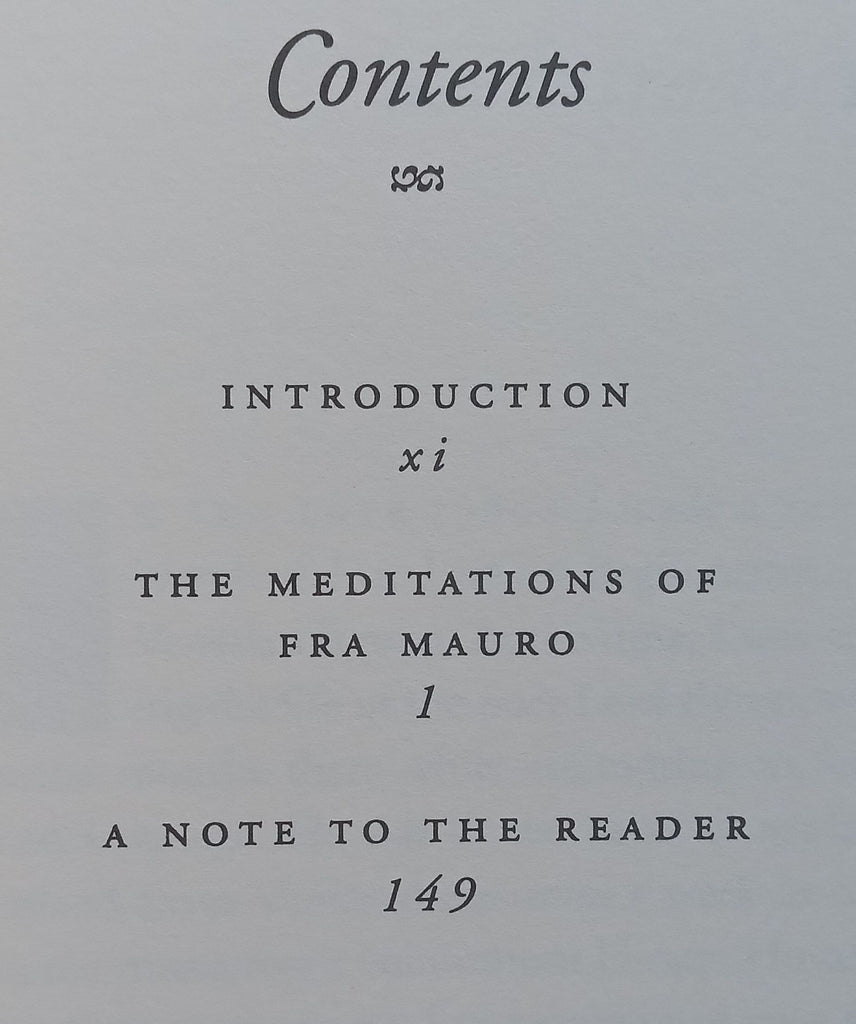 Contents
INTRODUCTION
xi
THE MEDITATIONS OF
FRA MAURO
1
A NOTE TO THE READER
149